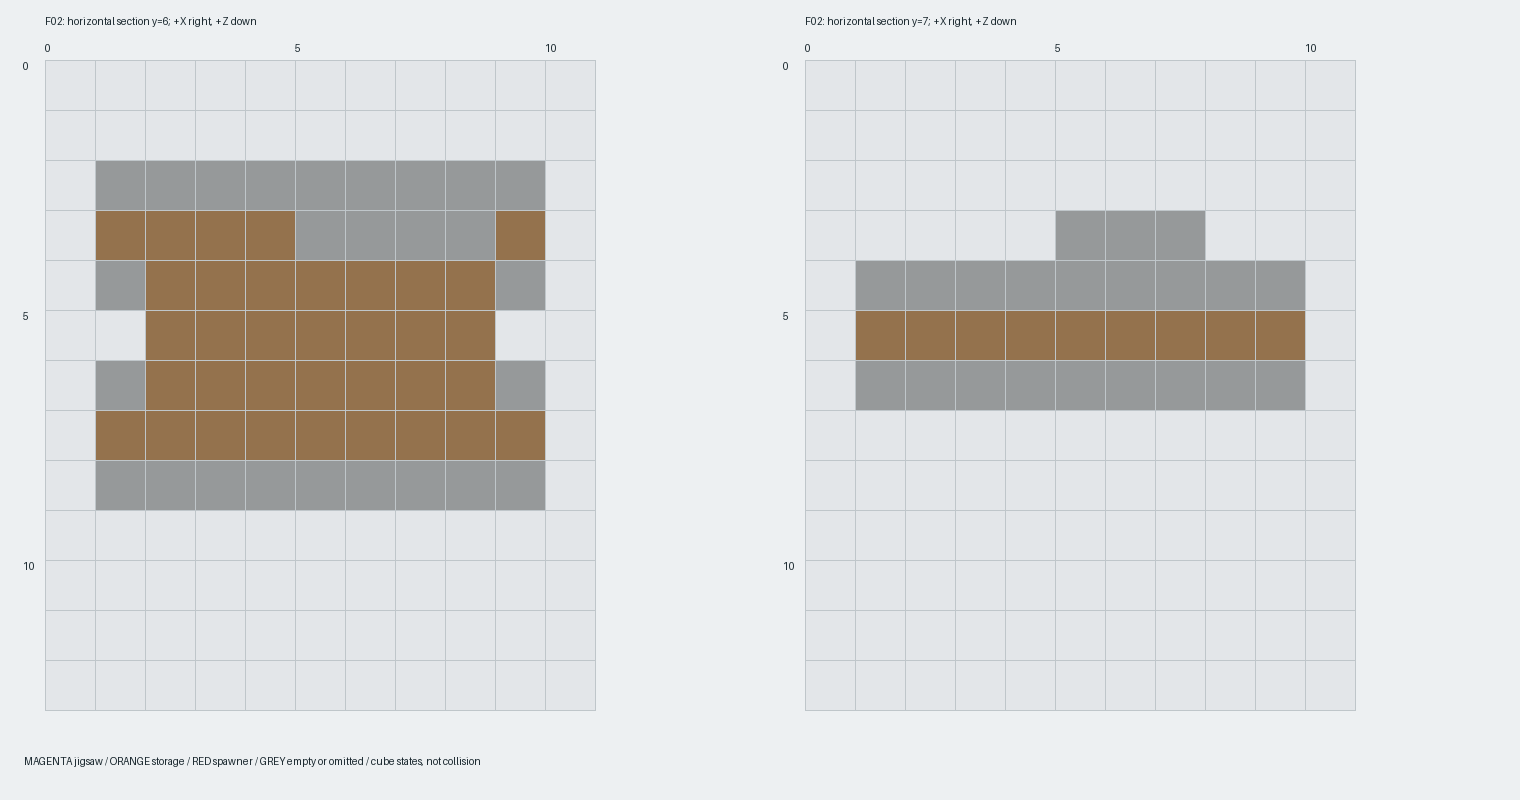 F02: horizontal section y=6; +X right, +Z down
F02: horizontal section y=7; +X right, +Z down
0 5 10
0 5 10
0
0
5
5
10
10
MAGENTA jigsaw / ORANGE storage / RED spawner / GREY empty or omitted / cube states, not collision